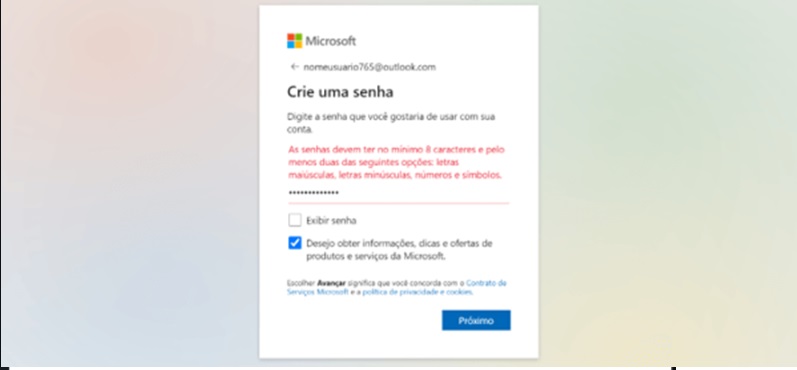 Microsoft
← nomeusuario765@outlook.com
Crie uma senha
Digite a senha que você gostaria de usar com sua
conta.
As senhas devem ter no mínimo 8 caracteres e pelo
menos duas das seguintes opções: letras
maiúsculas, letras minúsculas, números e símbolos.
•••••••••••••
Exibir senha
Desejo obter informações, dicas e ofertas de
produtos e serviços da Microsoft.
Escolher Avançar significa que você concorda com o Contrato de
Serviços Microsoft e a política de privacidade e cookies.
Próximo